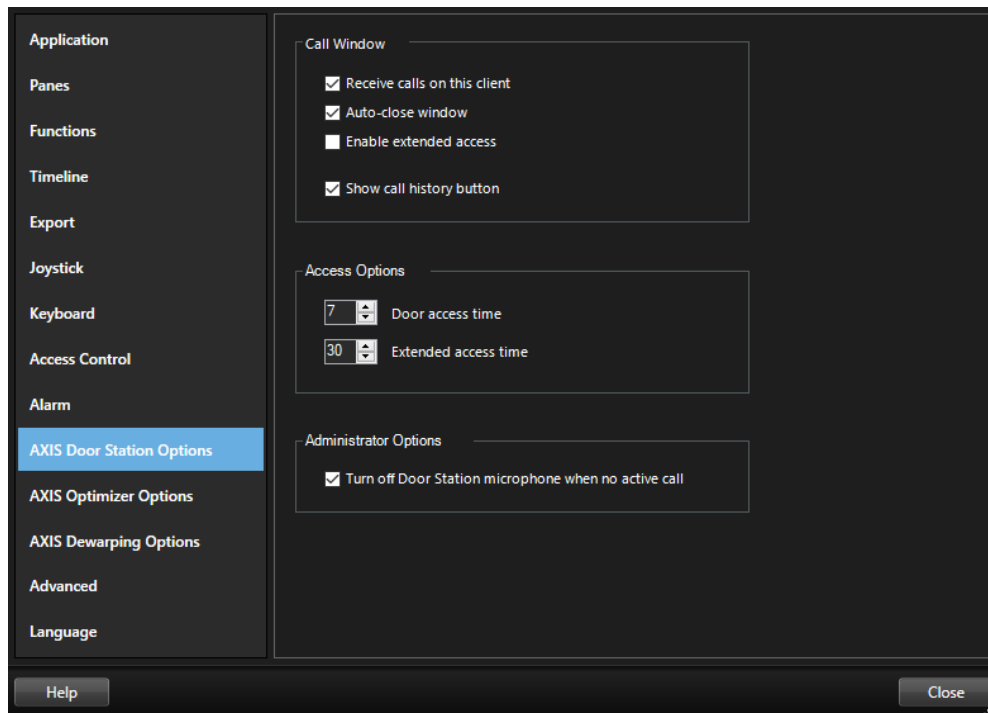 Application
Panes
Functions
Timeline
Export
Joystick
Keyboard
Access Control
Alarm
AXIS Door Station Options
AXIS Optimizer Options
AXIS Dewarping Options
Advanced
Language
Call Window
Receive calls on this client
Auto-close window
Enable extended access
Show call history button
Access Options
7 Door access time
30 Extended access time
Administrator Options
Turn off Door Station microphone when no active call
Help
Close